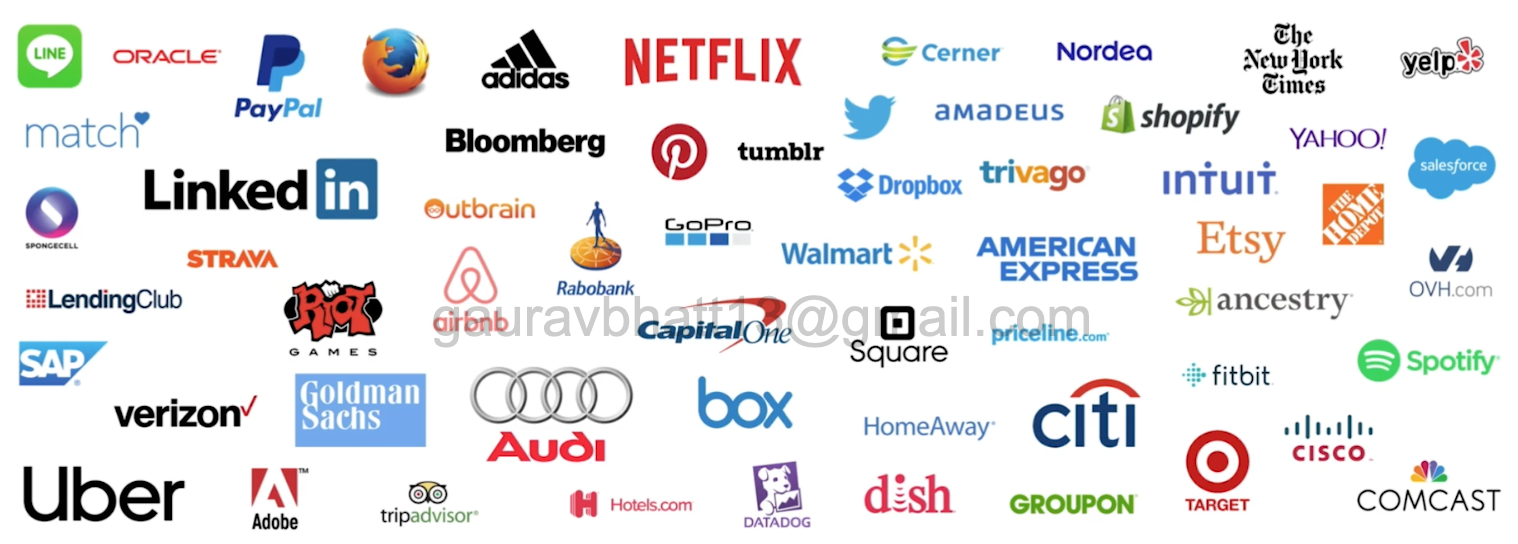 LINE
ORACLE
PayPal
adidas
NETFLIX
Cerner
Nordea
The
New York
Times
yelp
match
Bloomberg
tumblr
amadeus
shopify
YAHOO!
Linked in
Dropbox
trivago
intuit
salesforce
SPONGECELL
Outbrain
GoPro
THE
HOME
DEPOT
STRAVA
Rabobank
Walmart
AMERICAN
EXPRESS
Etsy
OVH.com
LendingClub
RIOT
GAMES
airbnb
gauravbhatt1@gmail.com
CapitalOne
Square
priceline.com
ancestry
SAP
verizon
Goldman
Sachs
Audi
box
HomeAway
citi
fitbit
Spotify
Uber
Adobe
tripadvisor
Hotels.com
DATADOG
dish
GROUPON
TARGET
CISCO
COMCAST